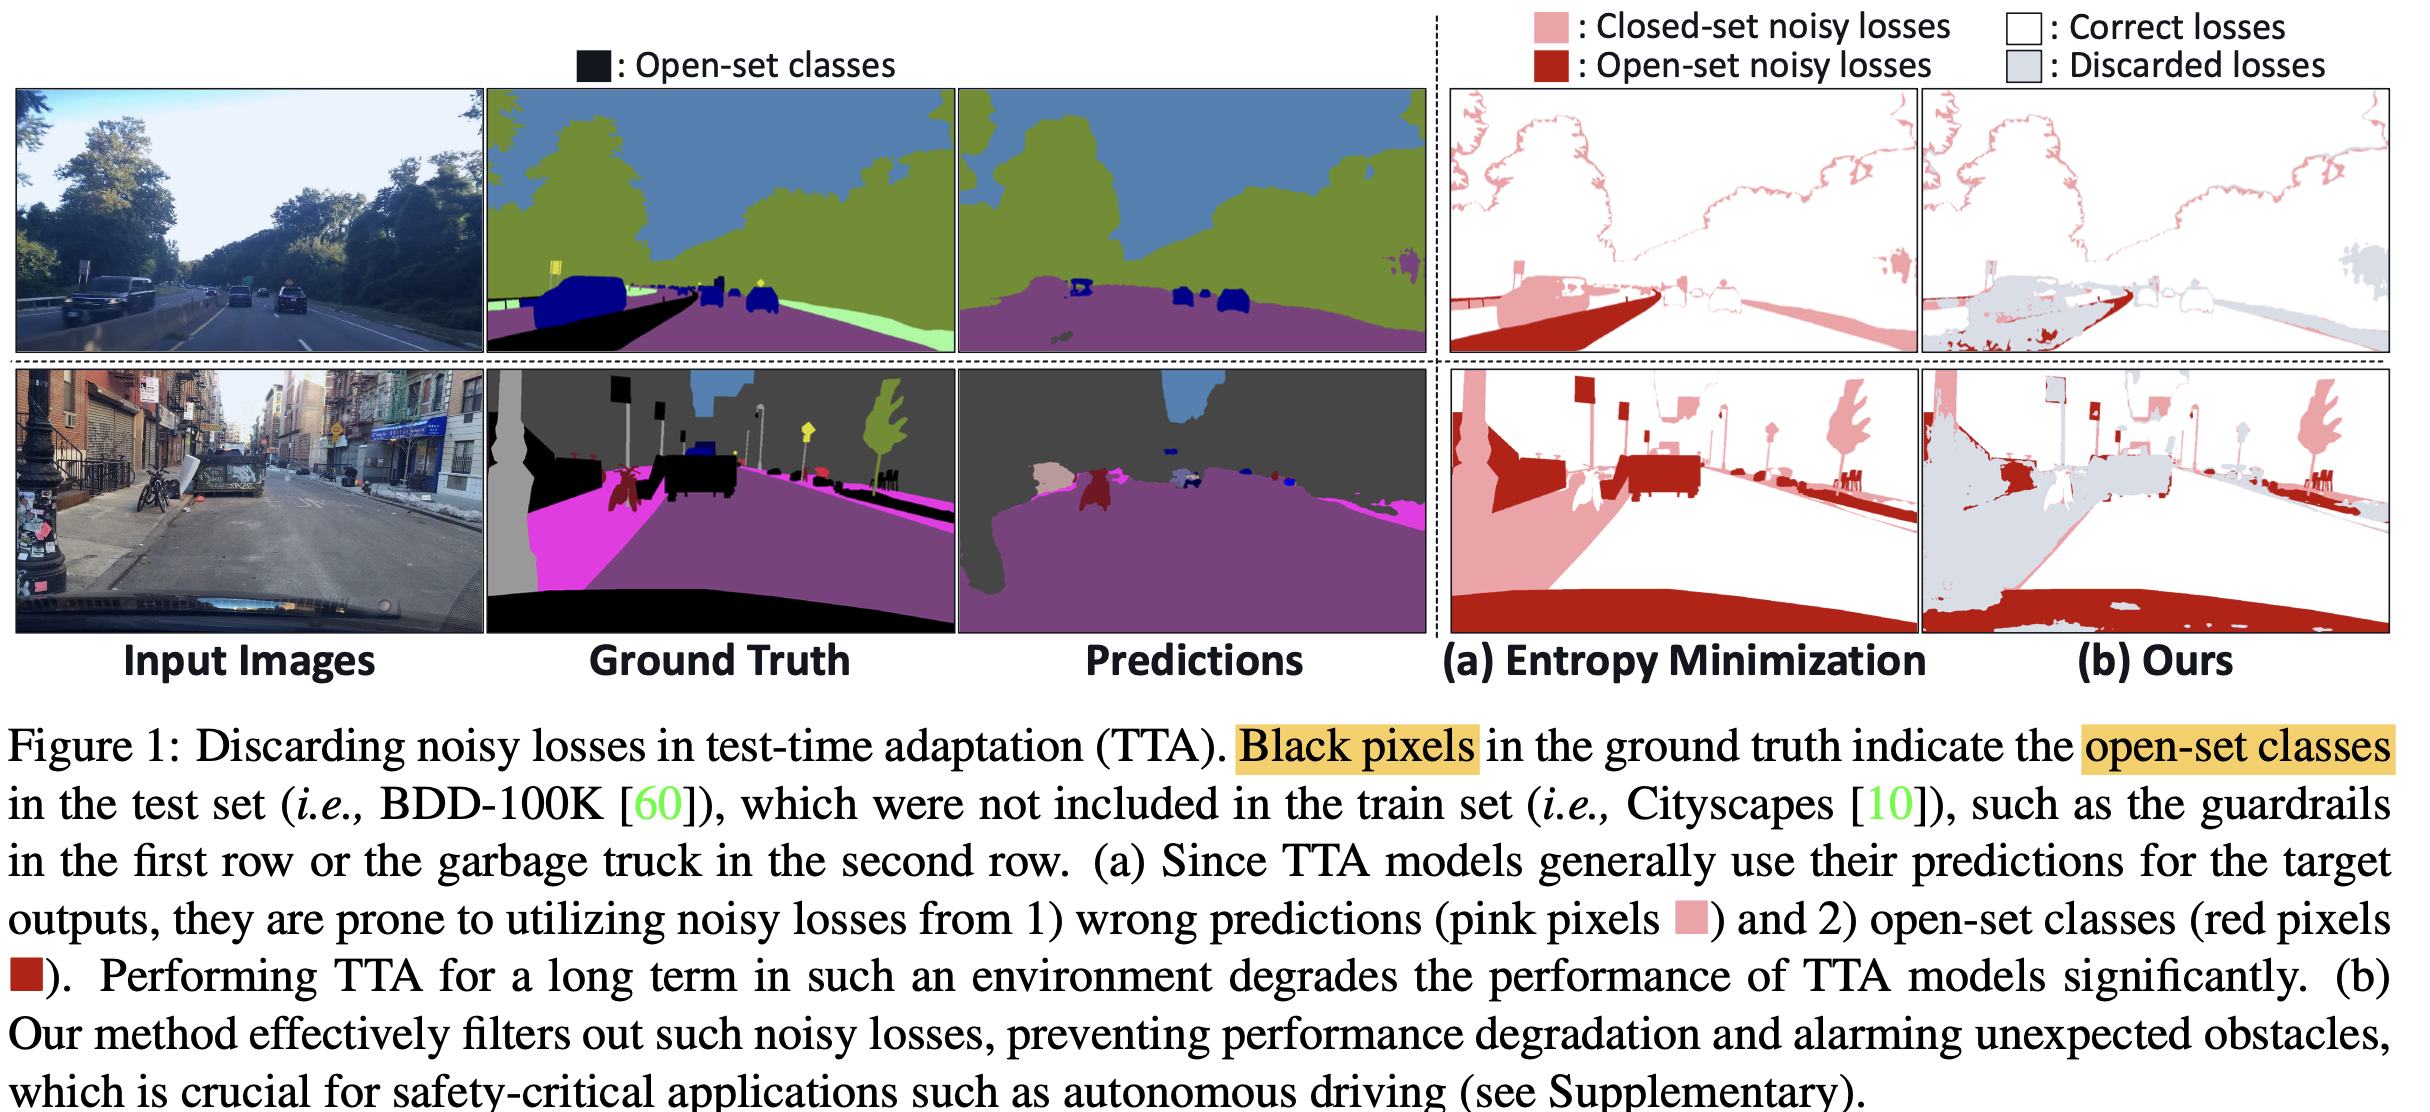 : Open-set classes
: Closed-set noisy losses
: Correct losses
: Open-set noisy losses
: Discarded losses
Input Images
Ground Truth
Predictions
(a) Entropy Minimization
(b) Ours
Figure 1: Discarding noisy losses in test-time adaptation (TTA). Black pixels in the ground truth indicate the open-set classes
in the test set (i.e., BDD-100K [60]), which were not included in the train set (i.e., Cityscapes [10]), such as the guardrails
in the first row or the garbage truck in the second row. (a) Since TTA models generally use their predictions for the target
outputs, they are prone to utilizing noisy losses from 1) wrong predictions (pink pixels ) and 2) open-set classes (red pixels
). Performing TTA for a long term in such an environment degrades the performance of TTA models significantly. (b)
Our method effectively filters out such noisy losses, preventing performance degradation and alarming unexpected obstacles,
which is crucial for safety-critical applications such as autonomous driving (see Supplementary).